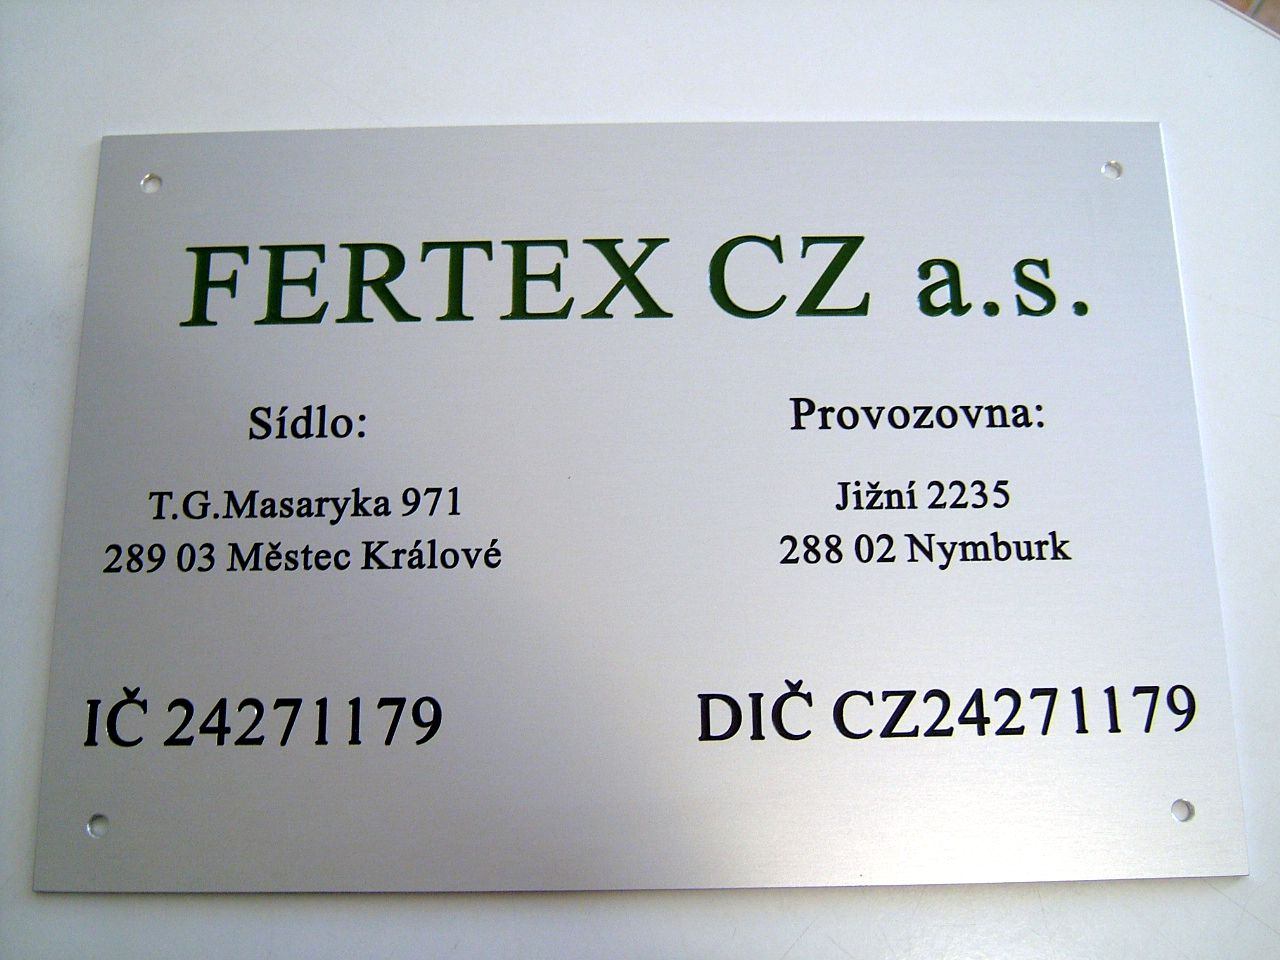 FERTEX CZ a.s.
Sídlo:
T.G.Masaryka 971
289 03 Městec Králové
Provozovna:
Jižní 2235
288 02 Nymburk
IČ 24271179
DIČ CZ24271179